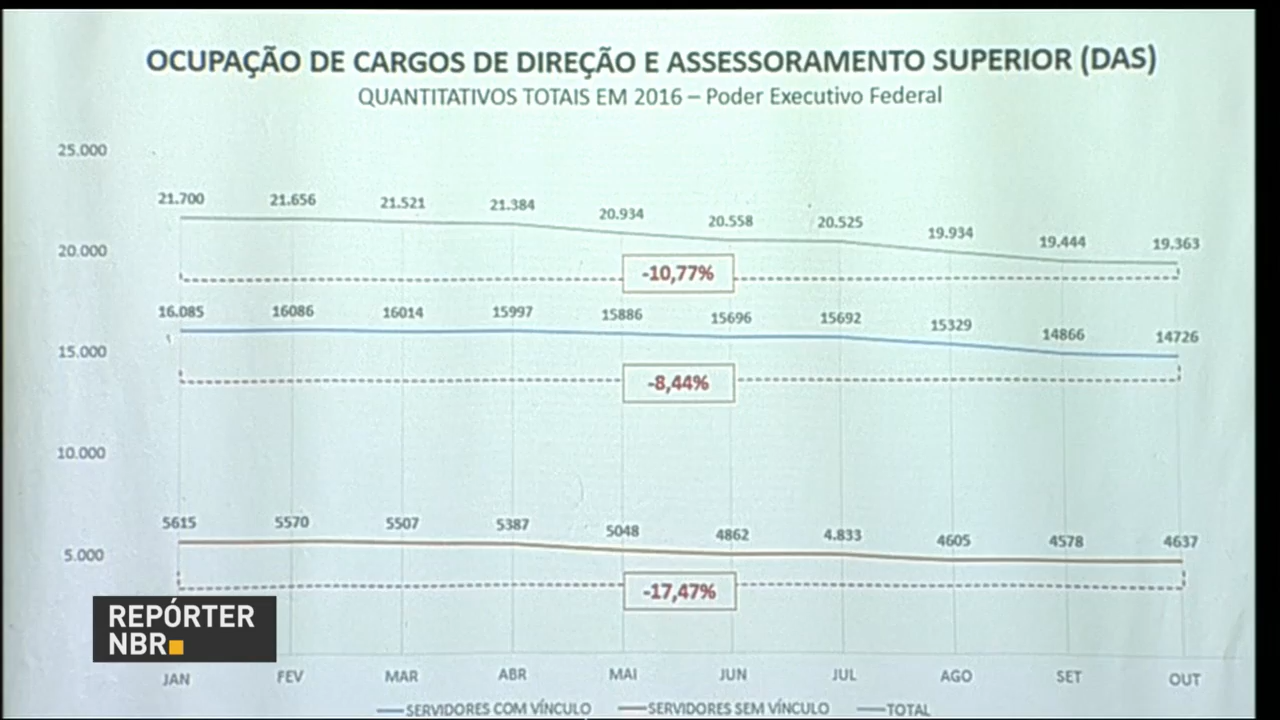 OCUPAÇÃO DE CARGOS DE DIREÇÃO E ASSESSORAMENTO SUPERIOR (DAS)
QUANTITATIVOS TOTAIS EM 2016 – Poder Executivo Federal
25.000
21.700 21.656 21.521 21.384 20.934 20.558 20.525 19.934 19.444 19.363
20.000
-10,77%
16.085 16086 16014 15997 15886 15696 15692 15329 14866 14726
15.000
-8,44%
10.000
5615 5570 5507 5387 5048 4862 4.833 4605 4578 4637
5.000
-17,47%
REPÓRTER
NBR
JAN FEV MAR ABR MAI JUN JUL AGO SET OUT
SERVIDORES COM VÍNCULO SERVIDORES SEM VÍNCULO TOTAL